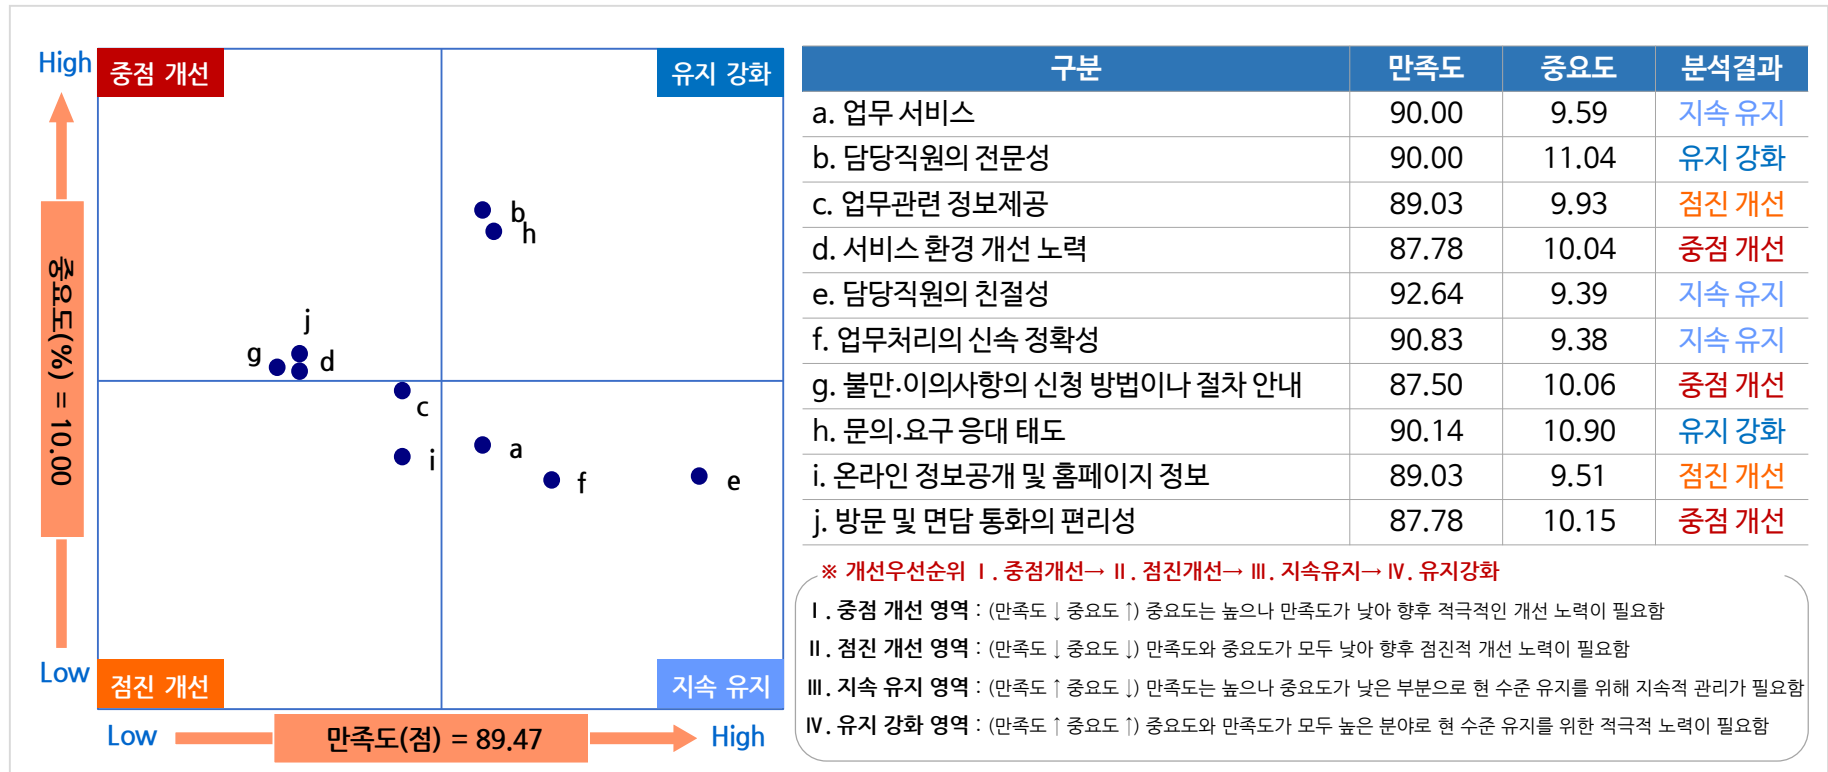 High
중점 개선
유지 강화
중요도(%) = 10.00
b
h
j
g
d
c
i
a
f
e
Low
점진 개선
지속 유지
Low
만족도(점) = 89.47
High
구분 만족도 중요도 분석결과
a. 업무 서비스 90.00 9.59 지속 유지
b. 담당직원의 전문성 90.00 11.04 유지 강화
c. 업무관련 정보제공 89.03 9.93 점진 개선
d. 서비스 환경 개선 노력 87.78 10.04 중점 개선
e. 담당직원의 친절성 92.64 9.39 지속 유지
f. 업무처리의 신속 정확성 90.83 9.38 지속 유지
g. 불만·이의사항의 신청 방법이나 절차 안내 87.50 10.06 중점 개선
h. 문의·요구 응대 태도 90.14 10.90 유지 강화
i. 온라인 정보공개 및 홈페이지 정보 89.03 9.51 점진 개선
j. 방문 및 면담 통화의 편리성 87.78 10.15 중점 개선
※ 개선우선순위 Ⅰ. 중점개선→ Ⅱ. 점진개선→ Ⅲ. 지속유지→ Ⅳ. 유지강화
Ⅰ. 중점 개선 영역 : (만족도↓ 중요도↑) 중요도는 높으나 만족도가 낮아 향후 적극적인 개선 노력이 필요함
Ⅱ. 점진 개선 영역 : (만족도↓ 중요도↓) 만족도와 중요도가 모두 낮아 향후 점진적 개선 노력이 필요함
Ⅲ. 지속 유지 영역 : (만족도↑ 중요도↓) 만족도는 높으나 중요도가 낮은 부분으로 현 수준 유지를 위해 지속적 관리가 필요함
Ⅳ. 유지 강화 영역 : (만족도↑ 중요도↑) 중요도와 만족도가 모두 높은 분야로 현 수준 유지를 위한 적극적 노력이 필요함